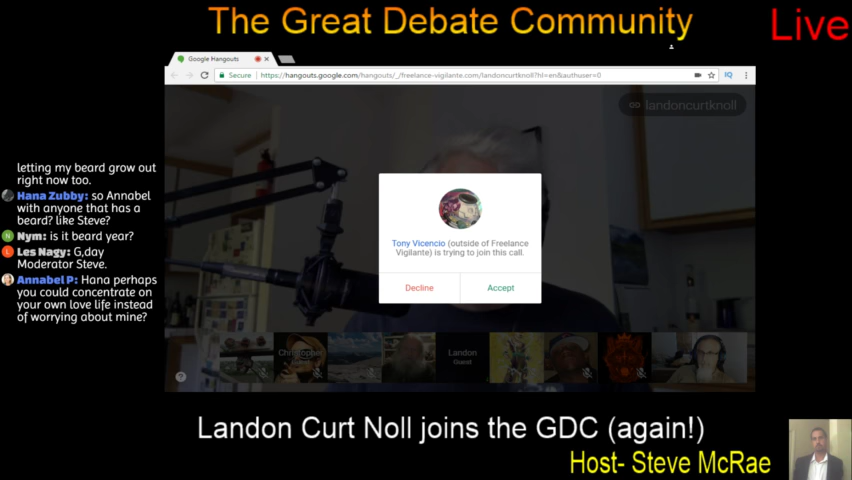 The Great Debate Community
Live
Google Hangouts
Secure
https://hangouts.google.com/hangouts/_/freelance-vigilante.com/landoncurtknoll?hl=en&authuser=0
IQ
landoncurtknoll
letting my beard grow out
right now too.
Hana Zubby: so Annabel
with anyone that has a
beard? like Steve?
N
Nym: is it beard year?
L
Les Nagy: G,day
Moderator Steve.
Annabel P: Hana perhaps
you could concentrate on
your own love life instead
of worrying about mine?
Tony Vicencio (outside of Freelance
Vigilante) is trying to join this call.
Decline
Accept
Christopher
Landon
Guest
Landon Curt Noll joins the GDC (again!)
Host- Steve McRae